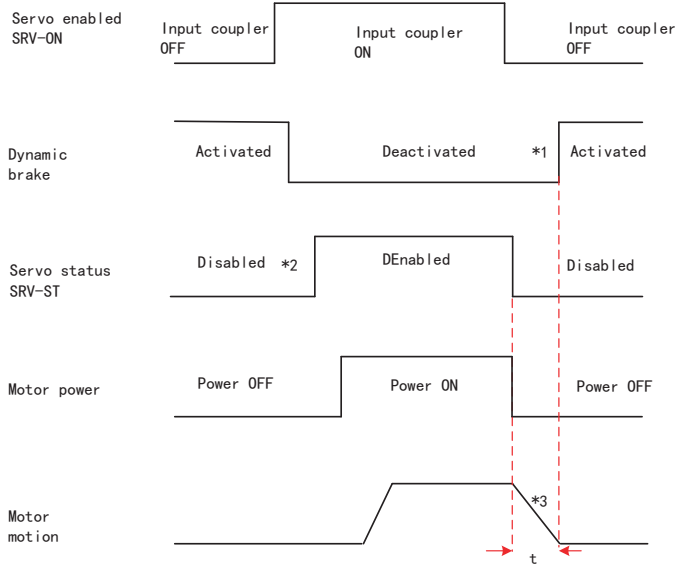 Servo enabled
SRV-ON
Input coupler
OFF
Input coupler
ON
Input coupler
OFF
Dynamic
brake
Activated
Deactivated
*1
Activated
Servo status
SRV-ST
Disabled
*2
DEnabled
Disabled
Motor power
Power OFF
Power ON
Power OFF
Motor
motion
*3
t